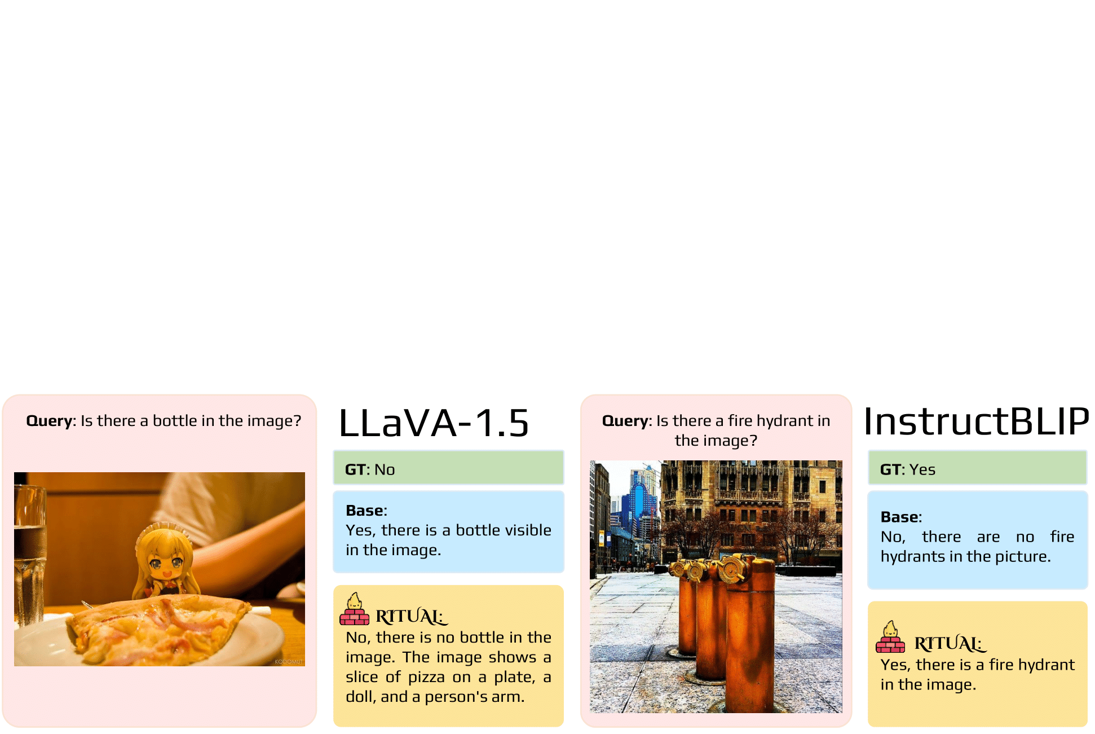 Query: Is there a bottle in the image?
LLaVA-1.5
GT: No
Base:
Yes, there is a bottle visible
in the image.
RITUAL:
No, there is no bottle in the
image. The image shows a
slice of pizza on a plate, a
doll, and a person's arm.
Query: Is there a fire hydrant in
the image?
InstructBLIP
GT: Yes
Base:
No, there are no fire
hydrants in the picture.
RITUAL:
Yes, there is a fire hydrant
in the image.